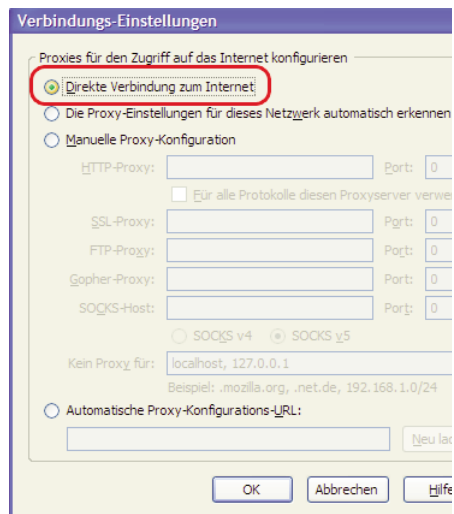 Verbindungs-Einstellungen
Proxies für den Zugriff auf das Internet konfigurieren
Direkte Verbindung zum Internet
Die Proxy-Einstellungen für dieses Netzwerk automatisch erkennen
Manuelle Proxy-Konfiguration
HTTP-Proxy: Port: 0
Für alle Protokolle diesen Proxyserver verwe
SSL-Proxy: Port: 0
FTP-Proxy: Port: 0
Gopher-Proxy: Port: 0
SOCKS-Host: Port: 0
SOCKS v4 SOCKS v5
Kein Proxy für: localhost, 127.0.0.1
Beispiel: .mozilla.org, .net.de, 192.168.1.0/24
Automatische Proxy-Konfigurations-URL:
Neu lad
OK Abbrechen Hilfe